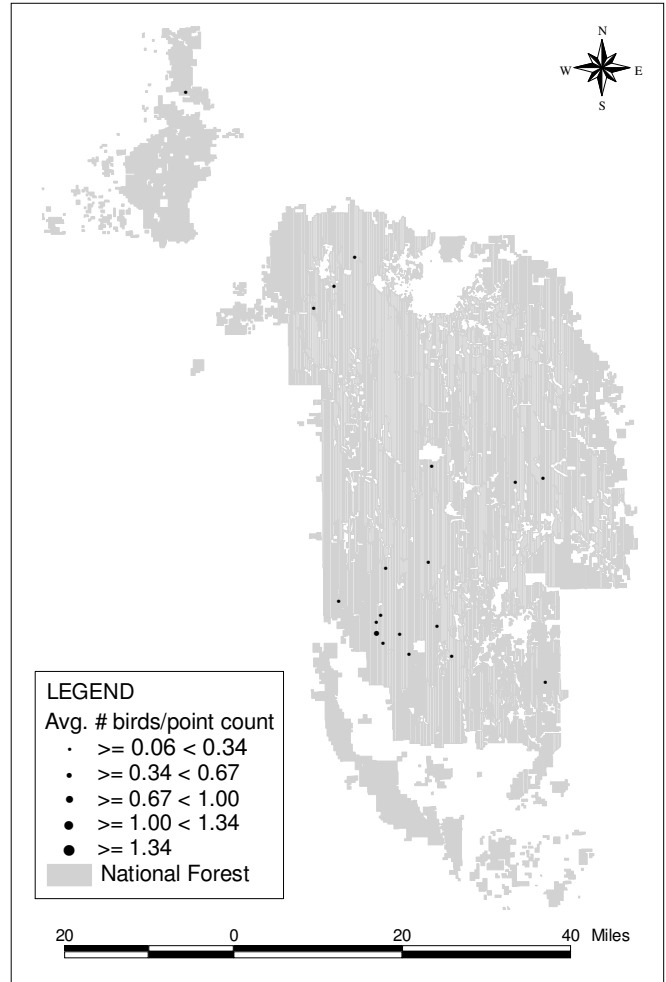 N
W E
S
LEGEND
Avg. # birds/point count
>= 0.06 < 0.34
>= 0.34 < 0.67
>= 0.67 < 1.00
>= 1.00 < 1.34
>= 1.34
National Forest
20 0 20 40 Miles